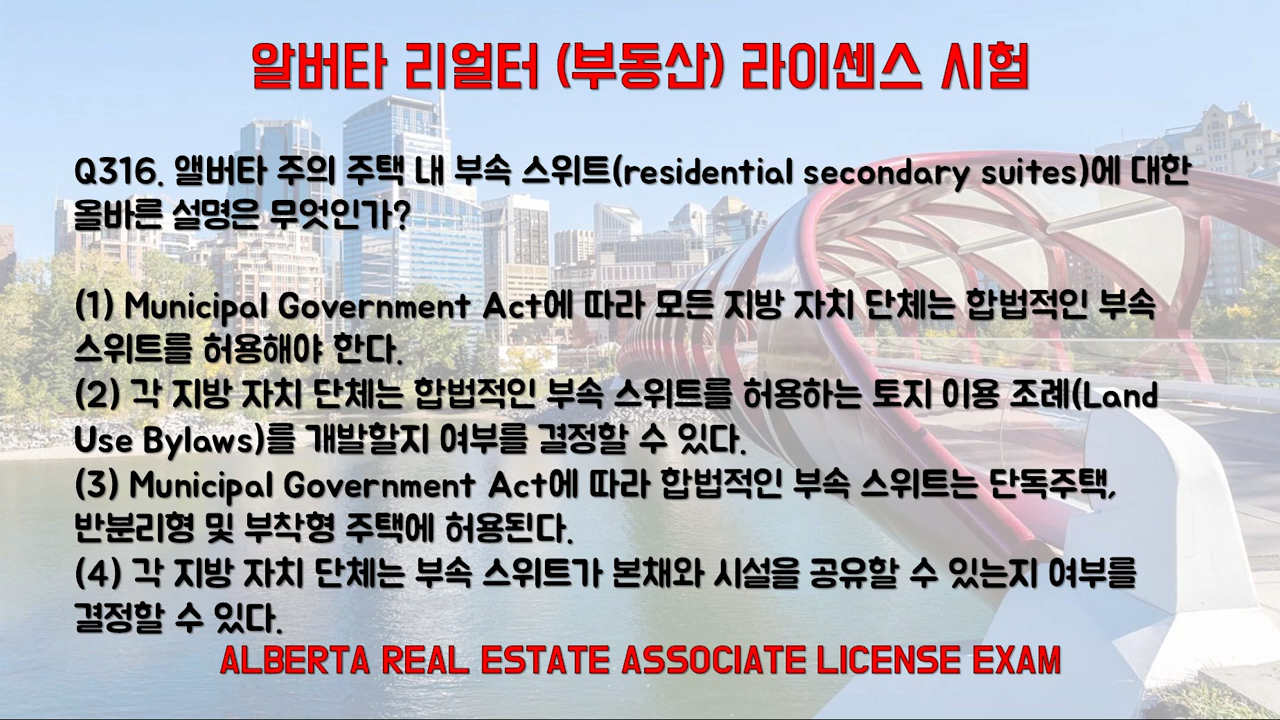 알버타 리얼터 (부동산) 라이센스 시험
Q316. 앨버타 주의 주택 내 부속 스위트(residential secondary suites)에 대한
올바른 설명은 무엇인가?
(1) Municipal Government Act에 따라 모든 지방 자치 단체는 합법적인 부속
스위트를 허용해야 한다.
(2) 각 지방 자치 단체는 합법적인 부속 스위트를 허용하는 토지 이용 조례(Land
Use Bylaws)를 개발할지 여부를 결정할 수 있다.
(3) Municipal Government Act에 따라 합법적인 부속 스위트는 단독주택,
반분리형 및 부착형 주택에 허용된다.
(4) 각 지방 자치 단체는 부속 스위트가 본채와 시설을 공유할 수 있는지 여부를
결정할 수 있다.
ALBERTA REAL ESTATE ASSOCIATE LICENSE EXAM